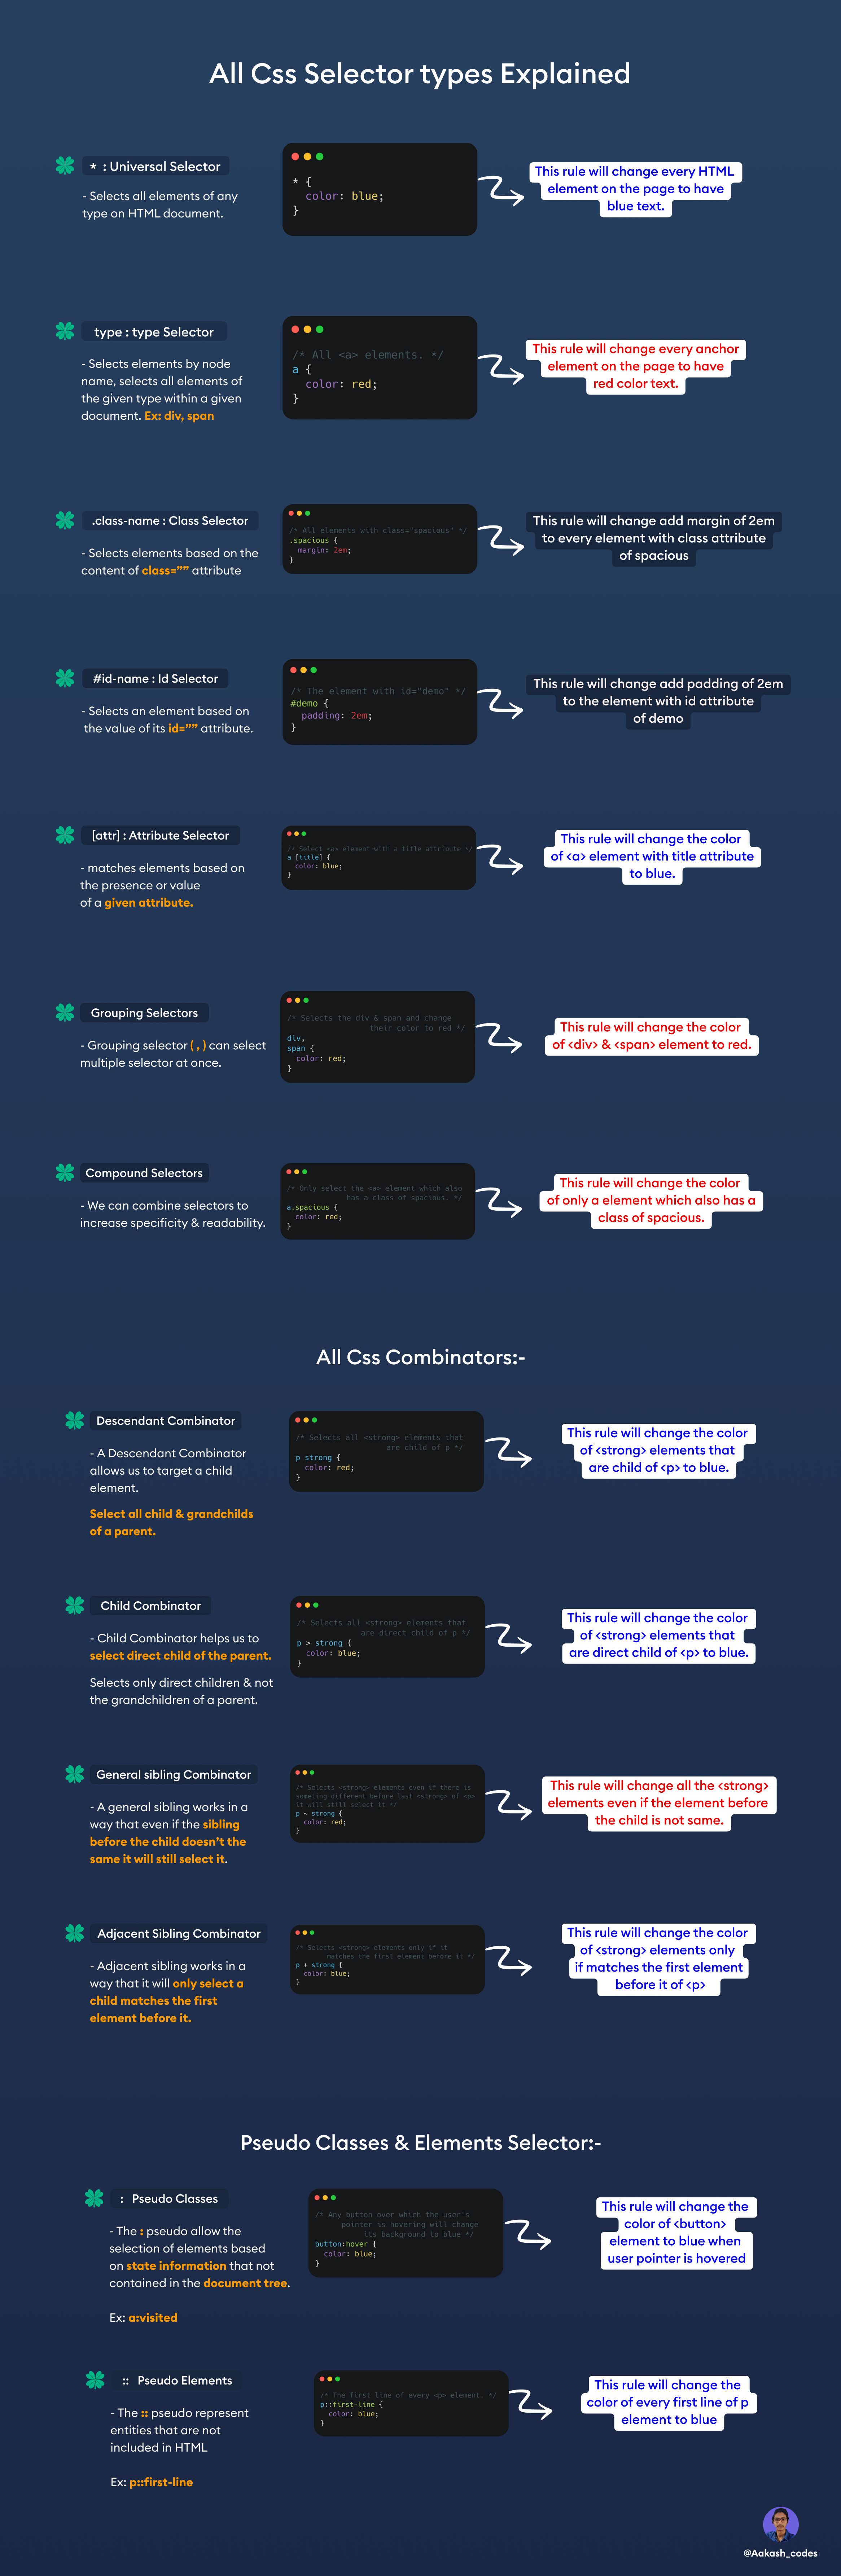 All Css Selector types Explained
* : Universal Selector
- Selects all elements of any
type on HTML document.
* {
color: blue;
}
This rule will change every HTML
element on the page to have
blue text.
type : type Selector
- Selects elements by node
name, selects all elements of
the given type within a given
document. Ex: div, span
/* All <a> elements. */
a {
color: red;
}
This rule will change every anchor
element on the page to have
red color text.
.class-name : Class Selector
- Selects elements based on the
content of class=”” attribute
/* All elements with class="spacious" */
.spacious {
margin: 2em;
}
This rule will change add margin of 2em
to every element with class attribute
of spacious
#id-name : Id Selector
- Selects an element based on
the value of its id=”” attribute.
/* The element with id="demo" */
#demo {
padding: 2em;
}
This rule will change add padding of 2em
to the element with id attribute
of demo
[attr] : Attribute Selector
- matches elements based on
the presence or value
of a given attribute.
/* Select <a> element with a title attribute */
a [title] {
color: blue;
}
This rule will change the color
of <a> element with title attribute
to blue.
Grouping Selectors
- Grouping selector ( , ) can select
multiple selector at once.
/* Selects the div & span and change
their color to red */
div,
span {
color: red;
}
This rule will change the color
of <div> & <span> element to red.
Compound Selectors
- We can combine selectors to
increase specificity & readability.
/* Only select the <a> element which also
has a class of spacious. */
a.spacious {
color: red;
}
This rule will change the color
of only a element which also has a
class of spacious.
All Css Combinators:-
Descendant Combinator
- A Descendant Combinator
allows us to target a child
element.
Select all child & grandchilds
of a parent.
/* Selects all <strong> elements that
are child of p */
p strong {
color: red;
}
This rule will change the color
of <strong> elements that
are child of <p> to blue.
Child Combinator
- Child Combinator helps us to
select direct child of the parent.
Selects only direct children & not
the grandchildren of a parent.
/* Selects all <strong> elements that
are direct child of p */
p > strong {
color: blue;
}
This rule will change the color
of <strong> elements that
are direct child of <p> to blue.
General sibling Combinator
- A general sibling works in a
way that even if the sibling
before the child doesn’t the
same it will still select it.
/* Selects <strong> elements even if there is
someting different before last <strong> of <p>
it will still select it */
p ~ strong {
color: red;
}
This rule will change all the <strong>
elements even if the element before
the child is not same.
Adjacent Sibling Combinator
- Adjacent sibling works in a
way that it will only select a
child matches the first
element before it.
/* Selects <strong> elements only if it
matches the first element before it */
p + strong {
color: blue;
}
This rule will change the color
of <strong> elements only
if matches the first element
before it of <p>
Pseudo Classes & Elements Selector:-
: Pseudo Classes
- The : pseudo allow the
selection of elements based
on state information that not
contained in the document tree.
Ex: a:visited
/* Any button over which the user's
pointer is hovering will change
its background to blue */
button:hover {
color: blue;
}
This rule will change the
color of <button>
element to blue when
user pointer is hovered
:: Pseudo Elements
- The :: pseudo represent
entities that are not
included in HTML
Ex: p::first-line
/* The first line of every <p> element. */
p::first-line {
color: blue;
}
This rule will change the
color of every first line of p
element to blue
@Aakash_codes